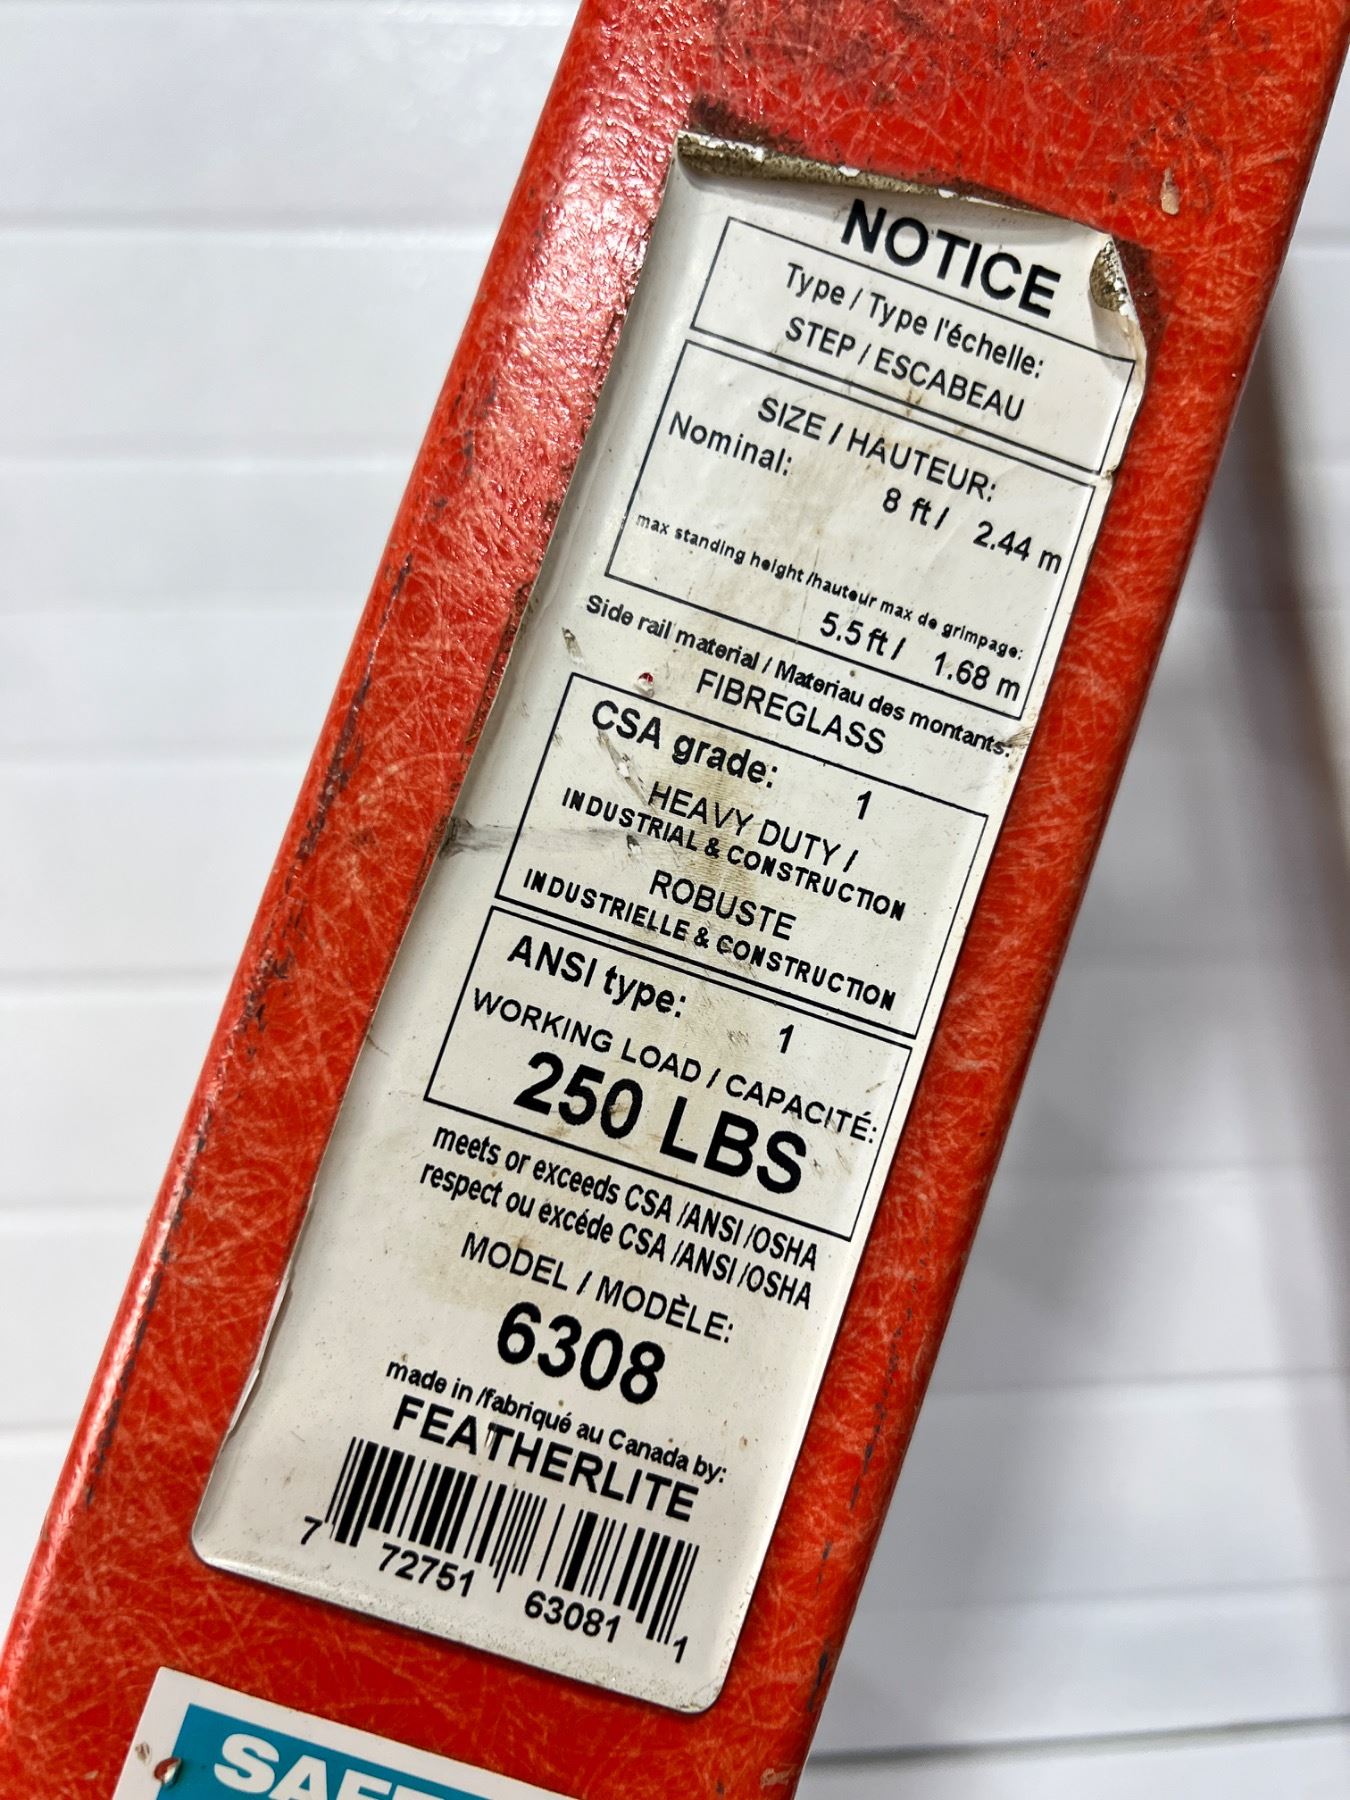 NOTICE
Type / Type l'échelle:
STEP / ESCABEAU
SIZE / HAUTEUR:
Nominal:
8 ft / 2.44 m
max standing height /hauteur max de grimpage:
5.5 ft / 1.68 m
Side rail material / Materiau des montants:
FIBREGLASS
CSA grade: 1
HEAVY DUTY /
INDUSTRIAL & CONSTRUCTION
ROBUSTE
INDUSTRIELLE & CONSTRUCTION
ANSI type: 1
WORKING LOAD / CAPACITÉ:
250 LBS
meets or exceeds CSA /ANSI /OSHA
respect ou excéde CSA /ANSI /OSHA
MODEL / MODÈLE:
6308
made in /fabriqué au Canada by:
FEATHERLITE
7 72751 63081 1